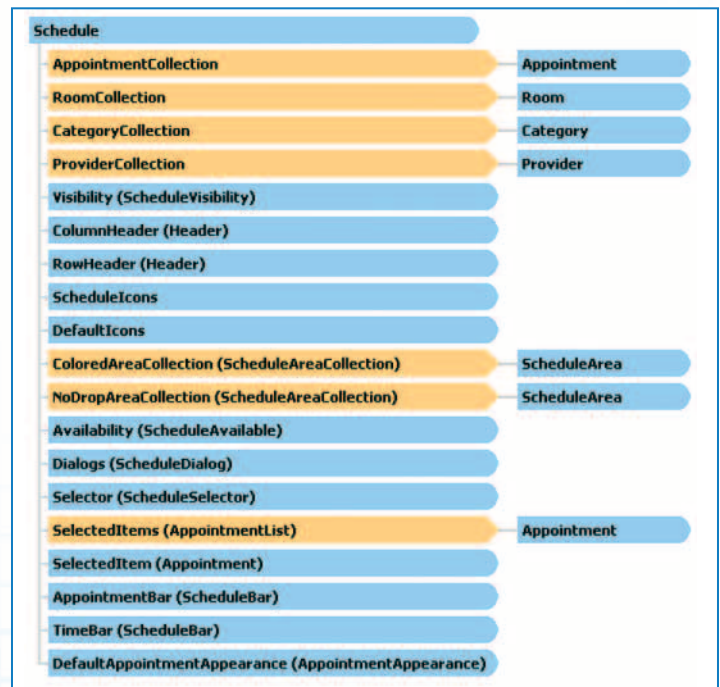 Schedule
AppointmentCollection Appointment
RoomCollection Room
CategoryCollection Category
ProviderCollection Provider
Visibility (ScheduleVisibility)
ColumnHeader (Header)
RowHeader (Header)
ScheduleIcons
DefaultIcons
ColoredAreaCollection (ScheduleAreaCollection) ScheduleArea
NoDropAreaCollection (ScheduleAreaCollection) ScheduleArea
Availability (ScheduleAvailable)
Dialogs (ScheduleDialog)
Selector (ScheduleSelector)
SelectedItems (AppointmentList) Appointment
SelectedItem (Appointment)
AppointmentBar (ScheduleBar)
TimeBar (ScheduleBar)
DefaultAppointmentAppearance (AppointmentAppearance)